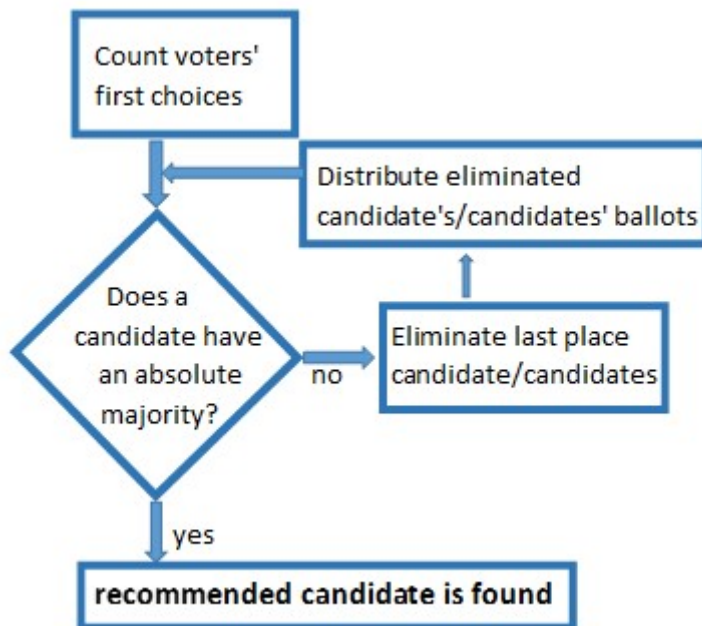 Count voters'
first choices
Distribute eliminated
candidate's/candidates' ballots
Does a
candidate have
an absolute
majority?
no
Eliminate last place
candidate/candidates
yes
recommended candidate is found